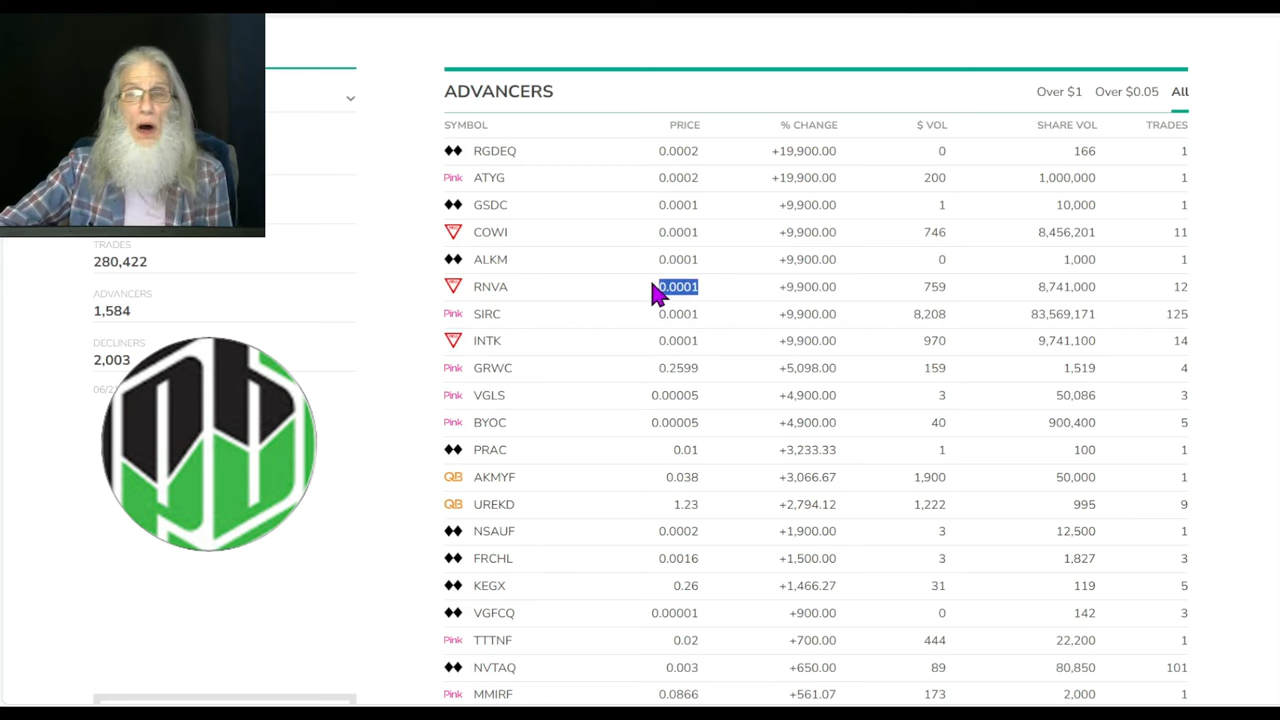 ADVANCERS
Over $1 Over $0.05 All
SYMBOL PRICE % CHANGE $ VOL SHARE VOL TRADES
RGDEQ 0.0002 +19,900.00 0 166 1
Pink ATYG 0.0002 +19,900.00 200 1,000,000 1
GSDC 0.0001 +9,900.00 1 10,000 1
COWI 0.0001 +9,900.00 746 8,456,201 11
ALKM 0.0001 +9,900.00 0 1,000 1
RNVA 0.0001 +9,900.00 759 8,741,000 12
Pink SIRC 0.0001 +9,900.00 8,208 83,569,171 125
INTK 0.0001 +9,900.00 970 9,741,100 14
Pink GRWC 0.2599 +5,098.00 159 1,519 4
Pink VGLS 0.00005 +4,900.00 3 50,086 3
Pink BYOC 0.00005 +4,900.00 40 900,400 5
PRAC 0.01 +3,233.33 1 100 1
QB AKMYF 0.038 +3,066.67 1,900 50,000 1
QB UREKD 1.23 +2,794.12 1,222 995 9
NSAUF 0.0002 +1,900.00 3 12,500 1
FRCHL 0.0016 +1,500.00 3 1,827 3
KEGX 0.26 +1,466.27 31 119 5
VGFCQ 0.00001 +900.00 0 142 3
Pink TTTNF 0.02 +700.00 444 22,200 1
NVTAQ 0.003 +650.00 89 80,850 101
Pink MMIRF 0.0866 +561.07 173 2,000 1
TRADES
280,422
ADVANCERS
1,584
DECLINERS
2,003